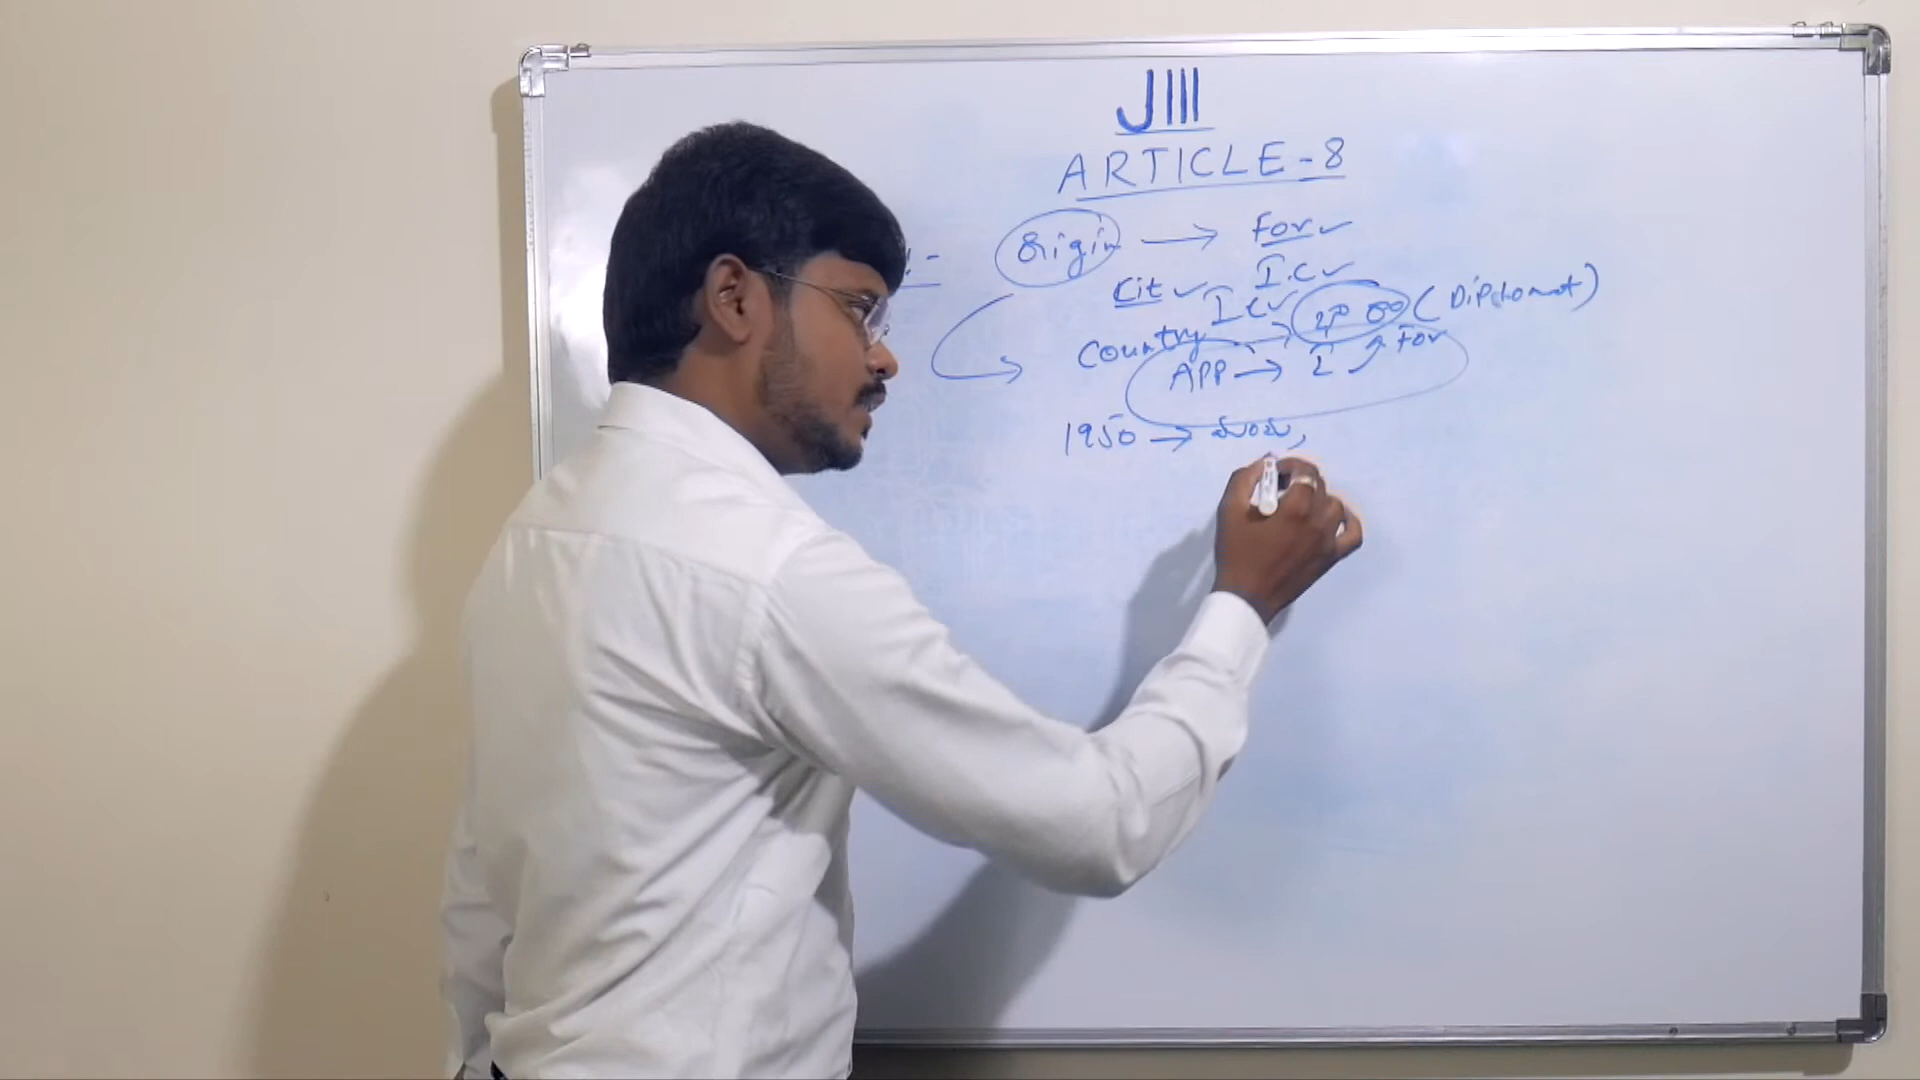 JIII
ARTICLE-8
Origin → For ✓
Cit ✓ I.C ✓
I C ✓
Country → భా రా (Diplomat)
APP → I For
1950 → ముందు,